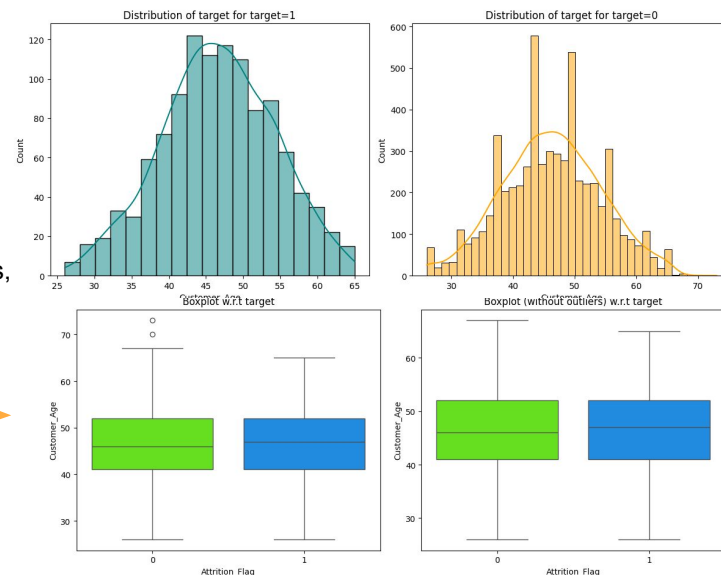 Distribution of target for target=1
120
100
80
60
40
20
0
Count
25 30 35 40 45 50 55 60 65
Customer_Age
Distribution of target for target=0
600
500
400
300
200
100
0
Count
30 40 50 60 70
Customer_Age
s,
Boxplot w.r.t target
70
60
50
40
30
Customer_Age
0 1
Attrition_Flag
Boxplot (without outliers) w.r.t target
60
50
40
30
Customer_Age
0 1
Attrition_Flag